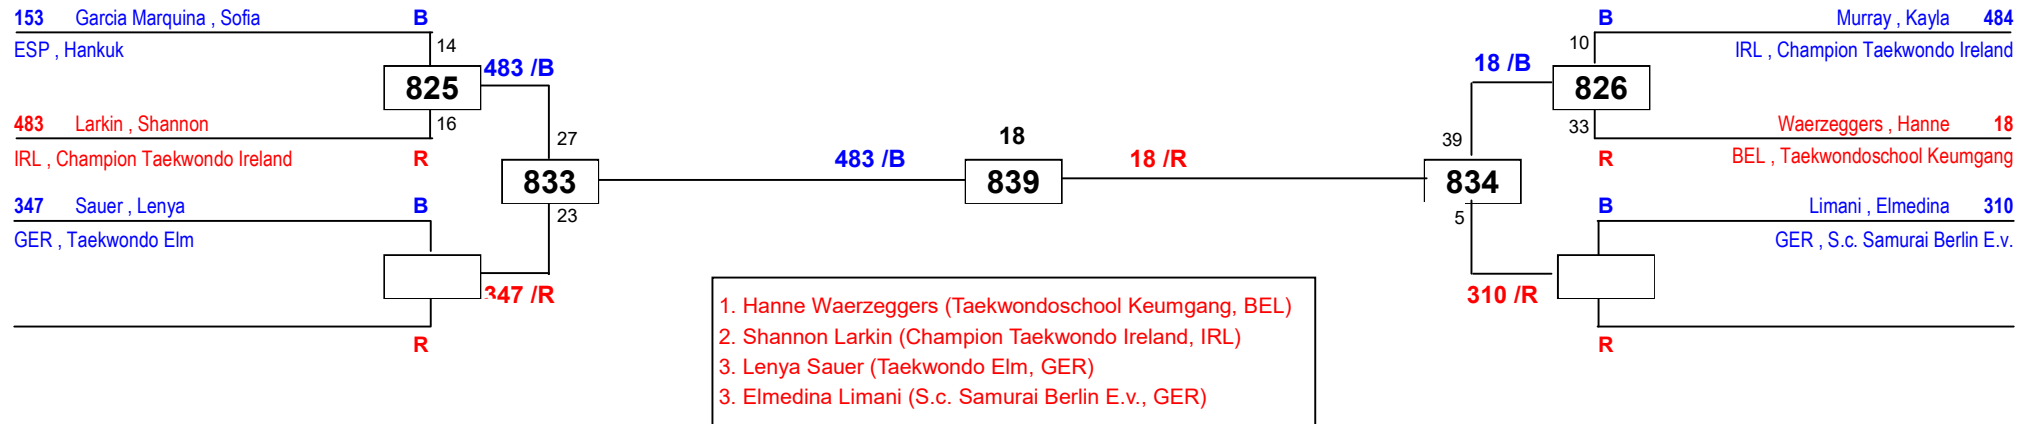 153 Garcia Marquina , Sofia B
ESP , Hankuk
14
825
483 /B
16
483 Larkin , Shannon
IRL , Champion Taekwondo Ireland R
27
833
23
347 Sauer , Lenya B
GER , Taekwondo Elm
347 /R
R
483 /B
18
839
18 /R
B Murray , Kayla 484
10
IRL , Champion Taekwondo Ireland
18 /B
826
33
Waerzeggers , Hanne 18
R BEL , Taekwondoschool Keumgang
39
834
5
B Limani , Elmedina 310
GER , S.c. Samurai Berlin E.v.
310 /R
R
1. Hanne Waerzeggers (Taekwondoschool Keumgang, BEL)
2. Shannon Larkin (Champion Taekwondo Ireland, IRL)
3. Lenya Sauer (Taekwondo Elm, GER)
3. Elmedina Limani (S.c. Samurai Berlin E.v., GER)